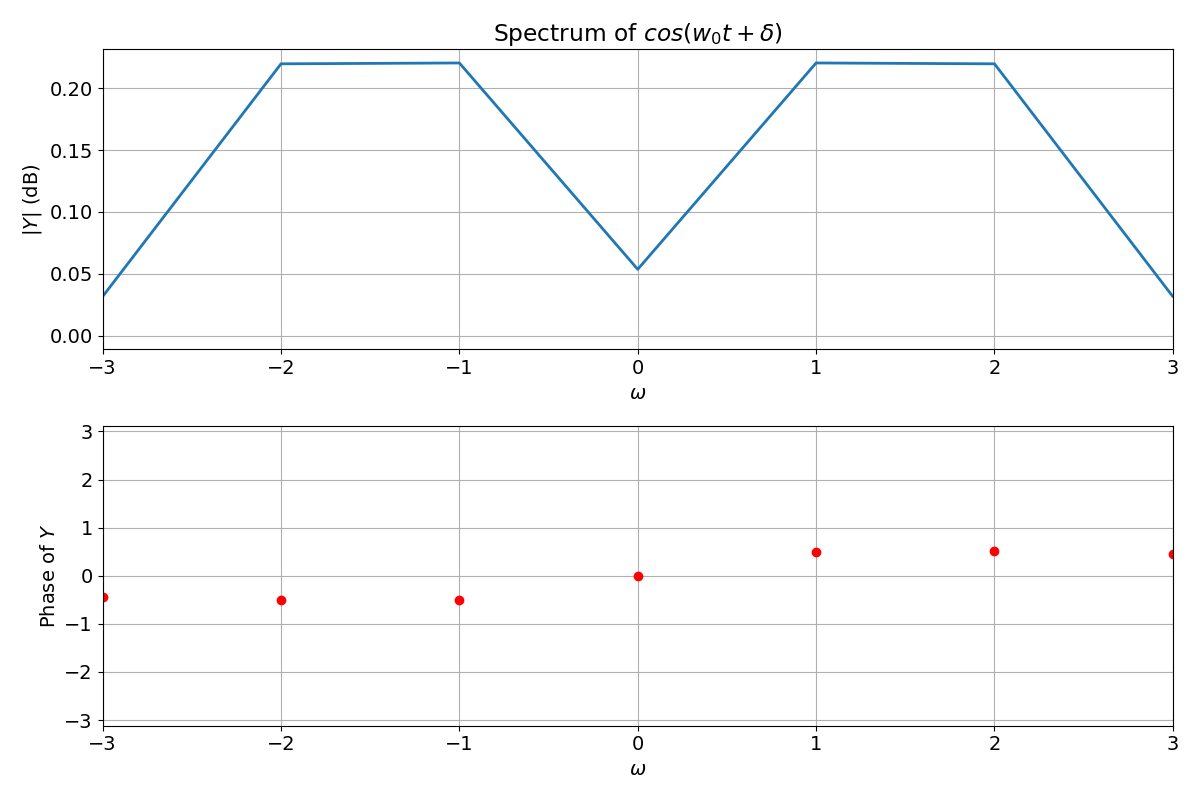 Spectrum of cos(w₀t + δ)
|Y| (dB)
0.20
0.15
0.10
0.05
0.00
−3 −2 −1 0 1 2 3
ω
Phase of Y
3
2
1
0
−1
−2
−3
−3 −2 −1 0 1 2 3
ω